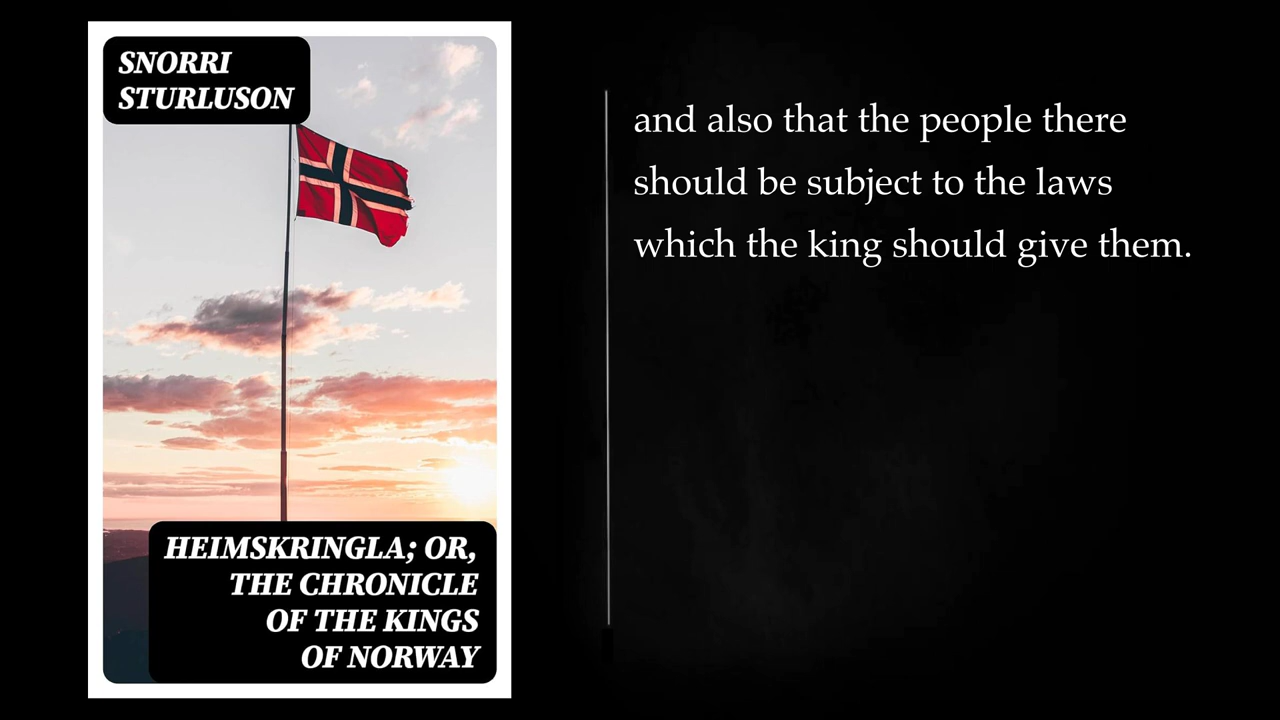 SNORRI
STURLUSON
HEIMSKRINGLA; OR,
THE CHRONICLE
OF THE KINGS
OF NORWAY
and also that the people there
should be subject to the laws
which the king should give them.